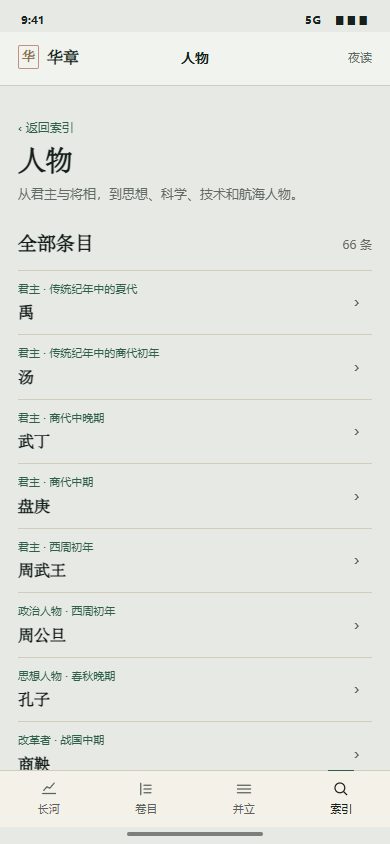 9:41
5G
华 华章
人物
夜读
‹ 返回索引
人物
从君主与将相，到思想、科学、技术和航海人物。
全部条目
66 条
君主 · 传统纪年中的夏代
禹
›
君主 · 传统纪年中的商代初年
汤
›
君主 · 商代中晚期
武丁
›
君主 · 商代中期
盘庚
›
君主 · 西周初年
周武王
›
政治人物 · 西周初年
周公旦
›
思想人物 · 春秋晚期
孔子
›
改革者 · 战国中期
商鞅
›
长河
卷目
并立
索引